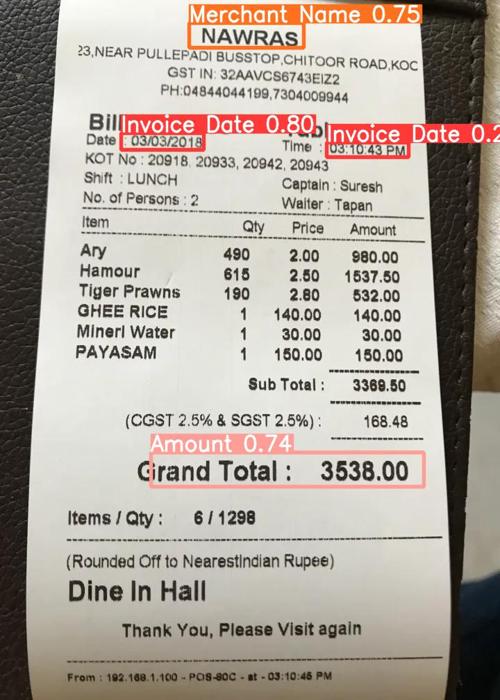 Merchant Name 0.75
NAWRAS
23,NEAR PULLEPADI BUSSTOP,CHITOOR ROAD,KOC
GST IN: 32AAVCS6743EIZ2
PH:04844044199,7304009944
Bill Invoice Date 0.80 Invoice Date 0.2
Date : 03/03/2018 Time : 03:10:43 PM
KOT No : 20918, 20933, 20942, 20943
Shift : LUNCH Captain : Suresh
No. of Persons : 2 Waiter : Tapan
Item Qty Price Amount
Ary 490 2.00 980.00
Hamour 615 2.50 1537.50
Tiger Prawns 190 2.80 532.00
GHEE RICE 1 140.00 140.00
Minerl Water 1 30.00 30.00
PAYASAM 1 150.00 150.00
Sub Total : 3369.50
(CGST 2.5% & SGST 2.5%) : 168.48
Amount 0.74
Grand Total : 3538.00
Items / Qty : 6 / 1298
(Rounded Off to NearestIndian Rupee)
Dine In Hall
Thank You, Please Visit again
From : 192.168.1.100 - POS-80C - at - 03:10:45 PM